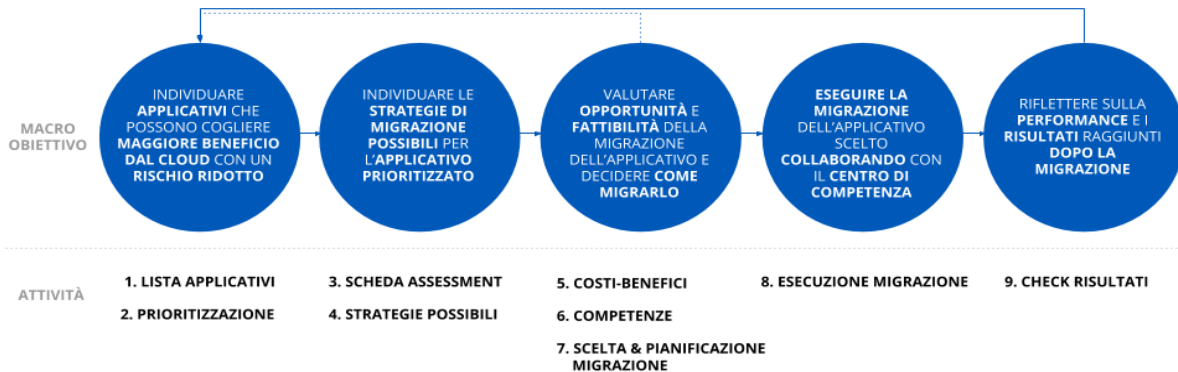 MACRO
OBIETTIVO
INDIVIDUARE
APPLICATIVI CHE
POSSONO COGLIERE
MAGGIORE BENEFICIO
DAL CLOUD CON UN
RISCHIO RIDOTTO
INDIVIDUARE LE
STRATEGIE DI
MIGRAZIONE
POSSIBILI PER
L'APPLICATIVO
PRIORITIZZATO
VALUTARE
OPPORTUNITÀ E
FATTIBILITÀ DELLA
MIGRAZIONE
DELL'APPLICATIVO E
DECIDERE COME
MIGRARLO
ESEGUIRE LA
MIGRAZIONE
DELL'APPLICATIVO
SCELTO
COLLABORANDO CON
IL CENTRO DI
COMPETENZA
RIFLETTERE SULLA
PERFORMANCE E I
RISULTATI RAGGIUNTI
DOPO LA
MIGRAZIONE
ATTIVITÀ
1. LISTA APPLICATIVI
2. PRIORITIZZAZIONE
3. SCHEDA ASSESSMENT
4. STRATEGIE POSSIBILI
5. COSTI-BENEFICI
6. COMPETENZE
7. SCELTA & PIANIFICAZIONE
MIGRAZIONE
8. ESECUZIONE MIGRAZIONE
9. CHECK RISULTATI